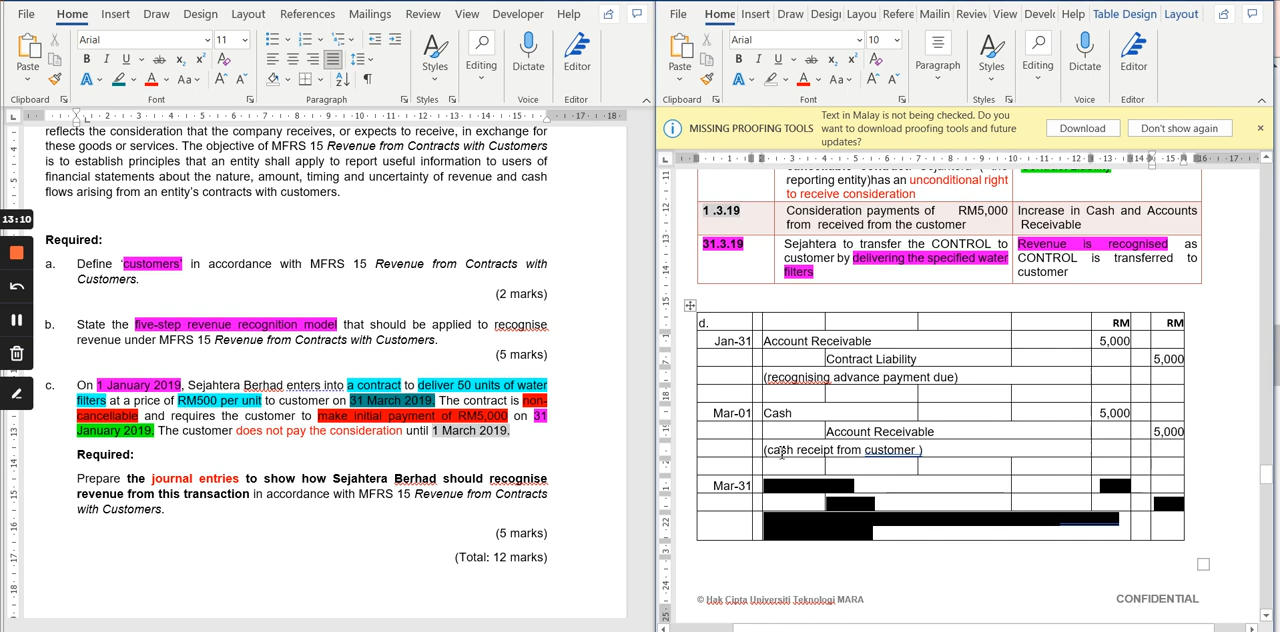 File Home Insert Draw Design Layout References Mailings Review View Developer Help
Arial 11
Paste Styles Editing Dictate Editor
Clipboard Font Paragraph Styles Voice Editor
reflects the consideration that the company receives, or expects to receive, in exchange for
these goods or services. The objective of MFRS 15 Revenue from Contracts with Customers
is to establish principles that an entity shall apply to report useful information to users of
financial statements about the nature, amount, timing and uncertainty of revenue and cash
flows arising from an entity's contracts with customers.
13:10
Required:
a. Define 'customers' in accordance with MFRS 15 Revenue from Contracts with
Customers.
(2 marks)
b. State the five-step revenue recognition model that should be applied to recognise
revenue under MFRS 15 Revenue from Contracts with Customers.
(5 marks)
c. On 1 January 2019, Sejahtera Berhad enters into a contract to deliver 50 units of water
filters at a price of RM500 per unit to customer on 31 March 2019. The contract is non-
cancellable and requires the customer to make initial payment of RM5,000 on 31
January 2019. The customer does not pay the consideration until 1 March 2019.
Required:
Prepare the journal entries to show how Sejahtera Berhad should recognise
revenue from this transaction in accordance with MFRS 15 Revenue from Contracts
with Customers.
(5 marks)
(Total: 12 marks)
File Home Insert Draw Desig Layou Refere Mailin Review View Develo Help Table Design Layout
Arial 10
Paste Paragraph Styles Editing Dictate Editor
Clipboard Font Styles Voice Editor
MISSING PROOFING TOOLS Text in Malay is not being checked. Do you
want to download proofing tools and future
updates?
Download Don't show again
reporting entity)has an unconditional right
to receive consideration
1 .3.19 Consideration payments of RM5,000 Increase in Cash and Accounts
from received from the customer Receivable
31.3.19 Sejahtera to transfer the CONTROL to Revenue is recognised as
customer by delivering the specified water CONTROL is transferred to
filters customer
d. RM RM
Jan-31 Account Receivable 5,000
Contract Liability 5,000
(recognising advance payment due)
Mar-01 Cash 5,000
Account Receivable 5,000
(cash receipt from customer )
Mar-31
© Hak Cipta Universiti Teknologi MARA CONFIDENTIAL